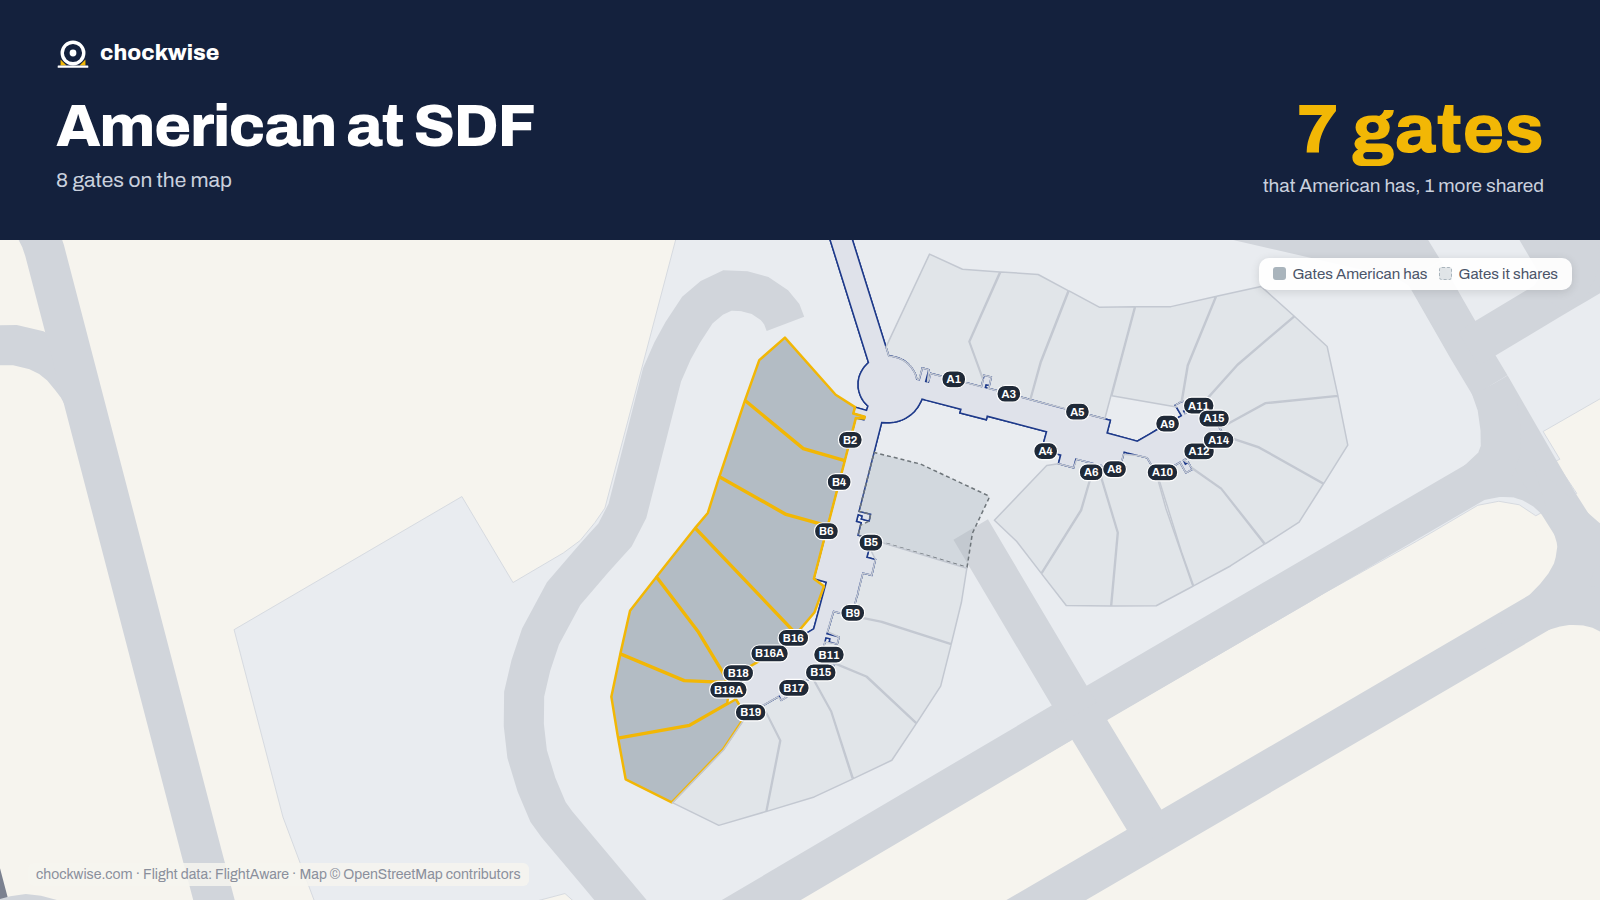 chockwise
American at SDF
8 gates on the map
7 gates
that American has, 1 more shared
Gates American has
Gates it shares
A1
A3
A5
A11
A15
A9
A14
A12
A4
A6
A8
A10
B2
B4
B6
B5
B9
B16
B16A
B11
B18
B15
B18A
B17
B19
chockwise.com · Flight data: FlightAware · Map © OpenStreetMap contributors